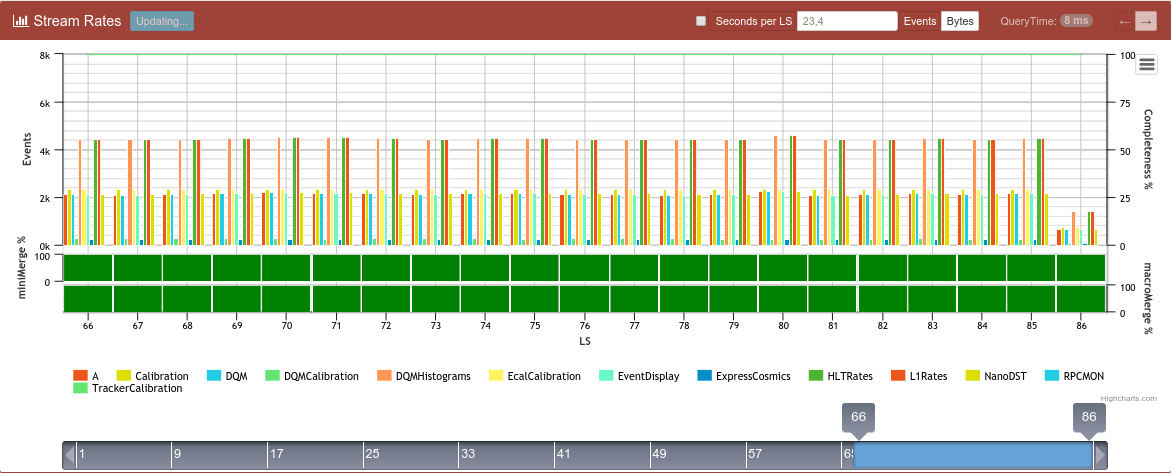 Stream Rates Updating... Seconds per LS 23,4 Events Bytes QueryTime: 8 ms ← →
8k 100
6k 75
Events Completeness %
4k 50
2k 25
0k 0
miniMerge % macroMerge %
100
0 100
0
66 67 68 69 70 71 72 73 74 75 76 77 78 79 80 81 82 83 84 85 86
LS
A Calibration DQM DQMCalibration DQMHistograms EcalCalibration EventDisplay ExpressCosmics HLTRates L1Rates NanoDST RPCMON
TrackerCalibration
Highcharts.com
66 86
1 9 17 25 33 41 49 57